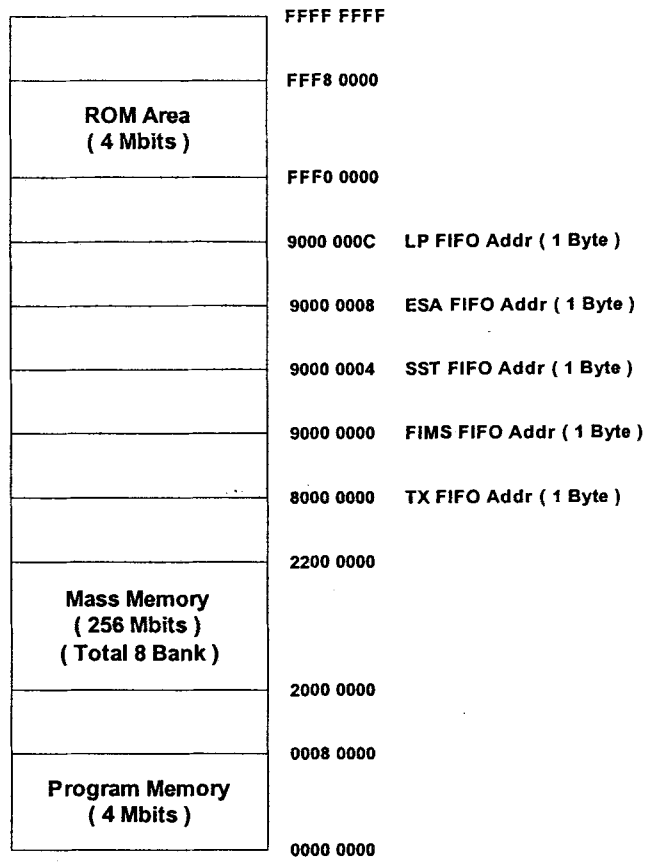 FFFF FFFF
FFF8 0000
ROM Area
( 4 Mbits )
FFF0 0000
9000 000C LP FIFO Addr ( 1 Byte )
9000 0008 ESA FIFO Addr ( 1 Byte )
9000 0004 SST FIFO Addr ( 1 Byte )
9000 0000 FIMS FIFO Addr ( 1 Byte )
8000 0000 TX FIFO Addr ( 1 Byte )
2200 0000
Mass Memory
( 256 Mbits )
( Total 8 Bank )
2000 0000
0008 0000
Program Memory
( 4 Mbits )
0000 0000